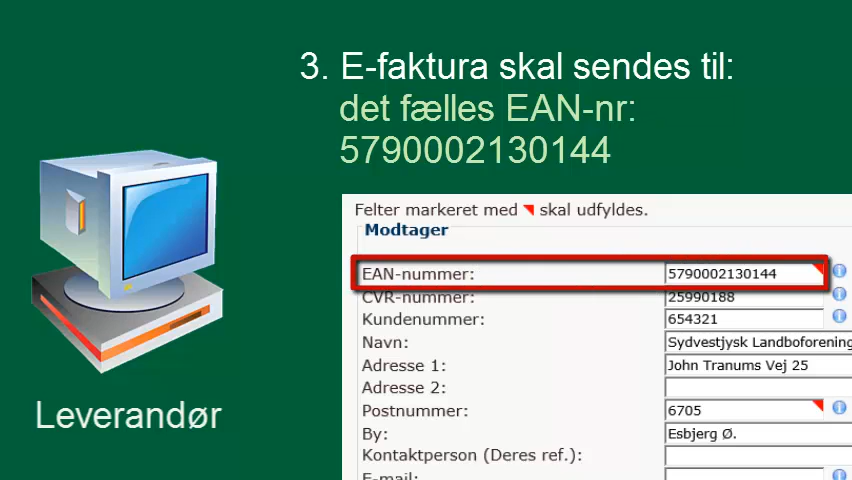 3. E-faktura skal sendes til:
det fælles EAN-nr:
5790002130144
Felter markeret med skal udfyldes.
Modtager
EAN-nummer: 5790002130144
CVR-nummer: 25990188
Kundenummer: 654321
Navn: Sydvestjysk Landboforening
Adresse 1: John Tranums Vej 25
Adresse 2:
Postnummer: 6705
By: Esbjerg Ø.
Kontaktperson (Deres ref.):
E-mail:
Leverandør